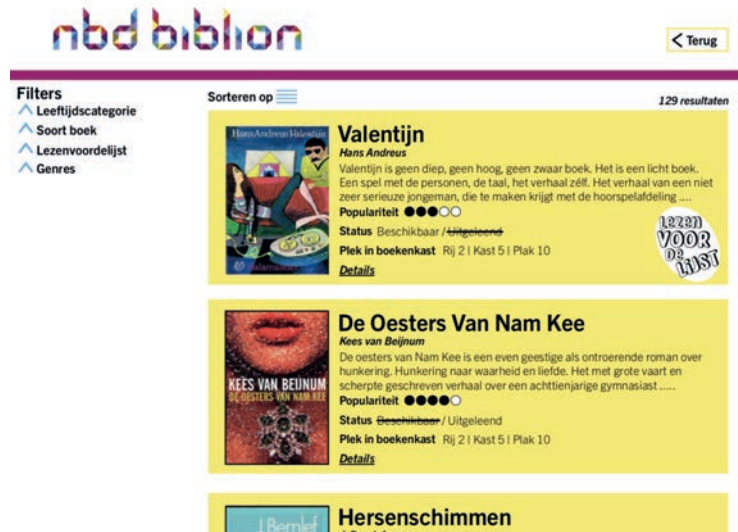 nbd biblion
< Terug
Filters
Leeftijdscategorie
Soort boek
Lezenvoordelijst
Genres
Sorteren op
129 resultaten
HansAndreus Valentijn
Valentijn
Hans Andreus
Valentijn is geen diep, geen hoog, geen zwaar boek. Het is een licht boek.
Een spel met de personen, de taal, het verhaal zélf. Het verhaal van een niet
zeer serieuze jongeman, die te maken krijgt met de hoorspelafdeling ....
Populariteit
Status Beschikbaar / Uitgeleend
Plek in boekenkast Rij 2 | Kast 5 | Plak 10
Details
LEZEN
VOOR
DE
LIJST
KEES VAN BEIJNUM
DE OESTERS VAN NAM KEE
De Oesters Van Nam Kee
Kees van Beijnum
De oesters van Nam Kee is een even geestige als ontroerende roman over
hunkering. Hunkering naar waarheid en liefde. Het met grote vaart en
scherpte geschreven verhaal over een achttienjarige gymnasiast .....
Populariteit
Status Beschikbaar / Uitgeleend
Plek in boekenkast Rij 2 | Kast 5 | Plak 10
Details
J. Bernlef
Hersenschimmen